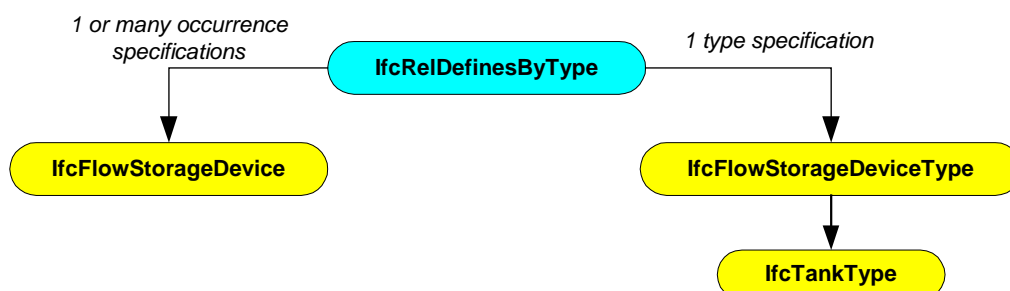 1 or many occurrence
specifications
1 type specification
IfcRelDefinesByType
IfcFlowStorageDevice
IfcFlowStorageDeviceType
IfcTankType